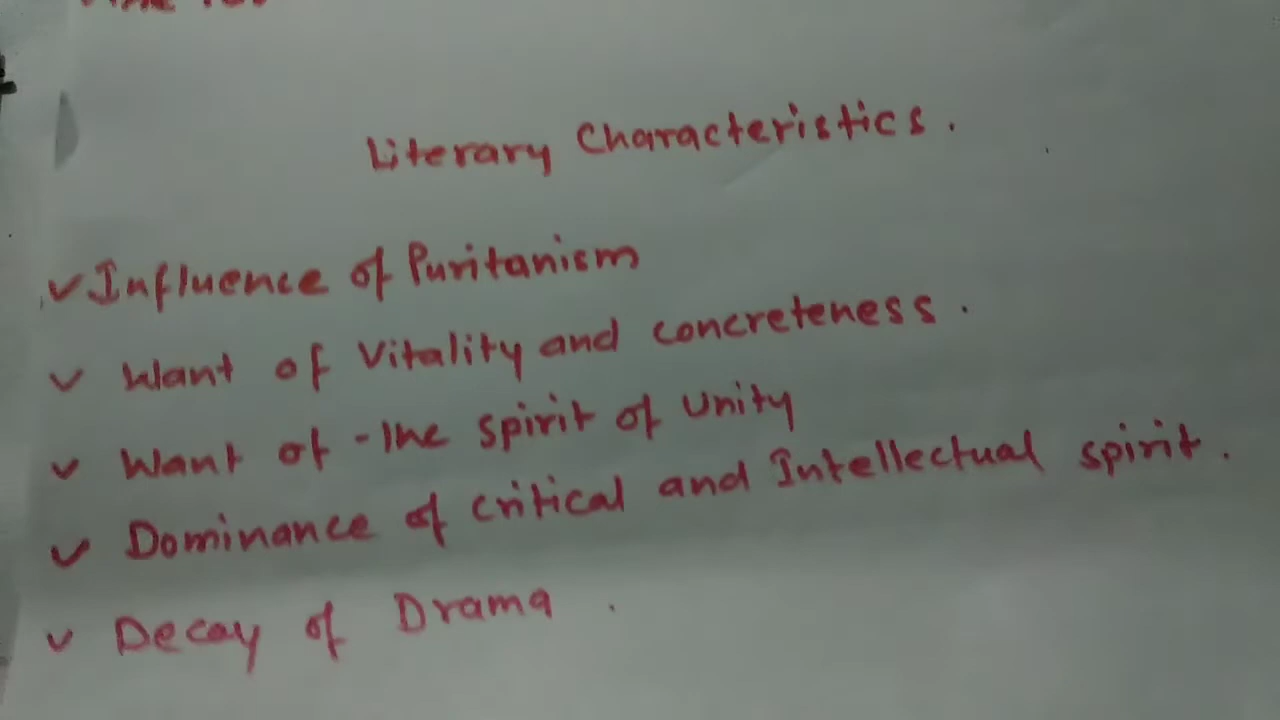 Literary Characteristics.
✓ Influence of Puritanism
✓ Want of Vitality and concreteness.
✓ Want of the spirit of Unity
✓ Dominance of critical and Intellectual spirit.
✓ Decay of Drama.